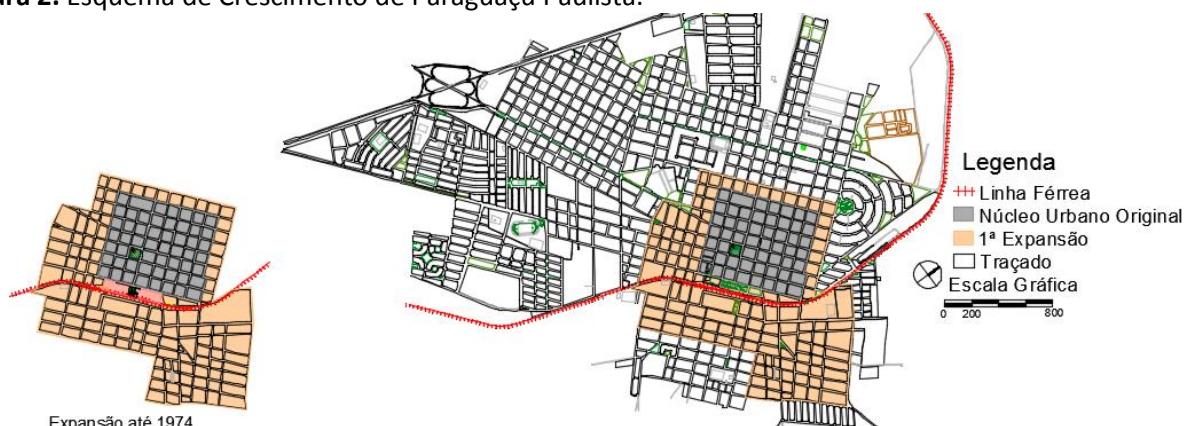 2. Esquema de Crescimento de Paraguaçu Paulista.
Legenda
Linha Férrea
Núcleo Urbano Original
1ª Expansão
Traçado
Escala Gráfica
0 200 800
Expansão até 1974